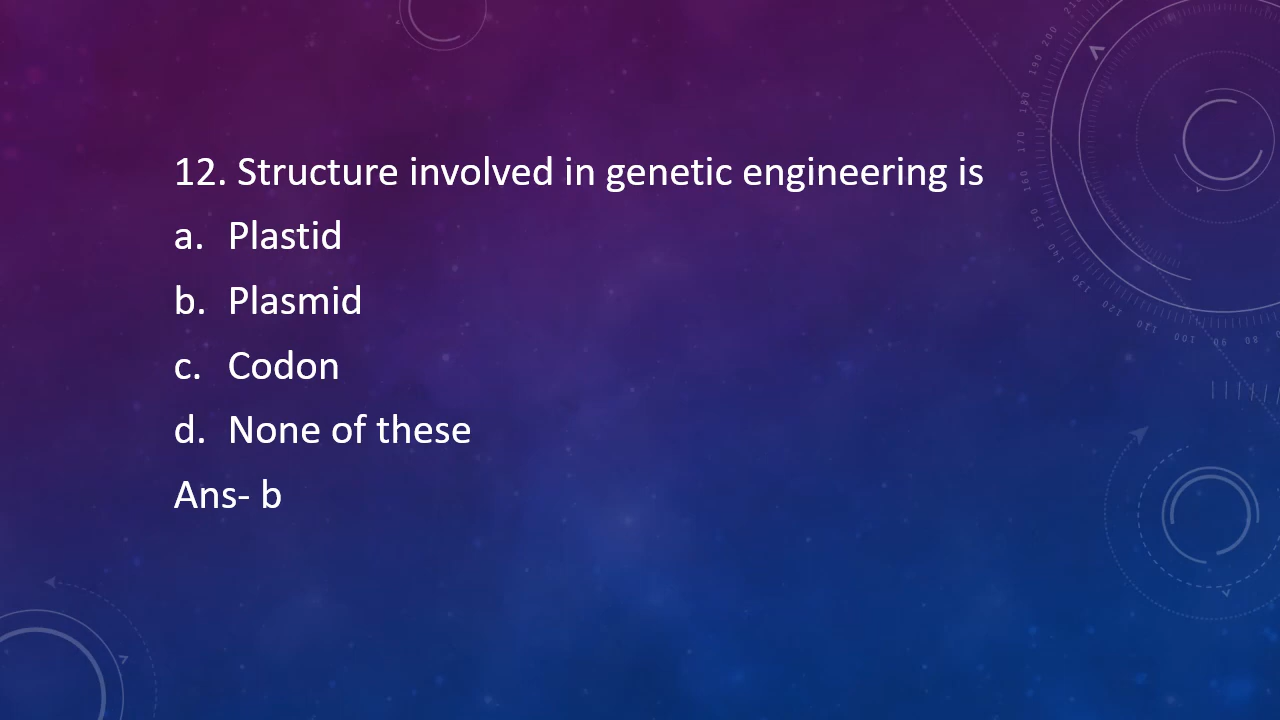 12. Structure involved in genetic engineering is
a. Plastid
b. Plasmid
c. Codon
d. None of these
Ans- b